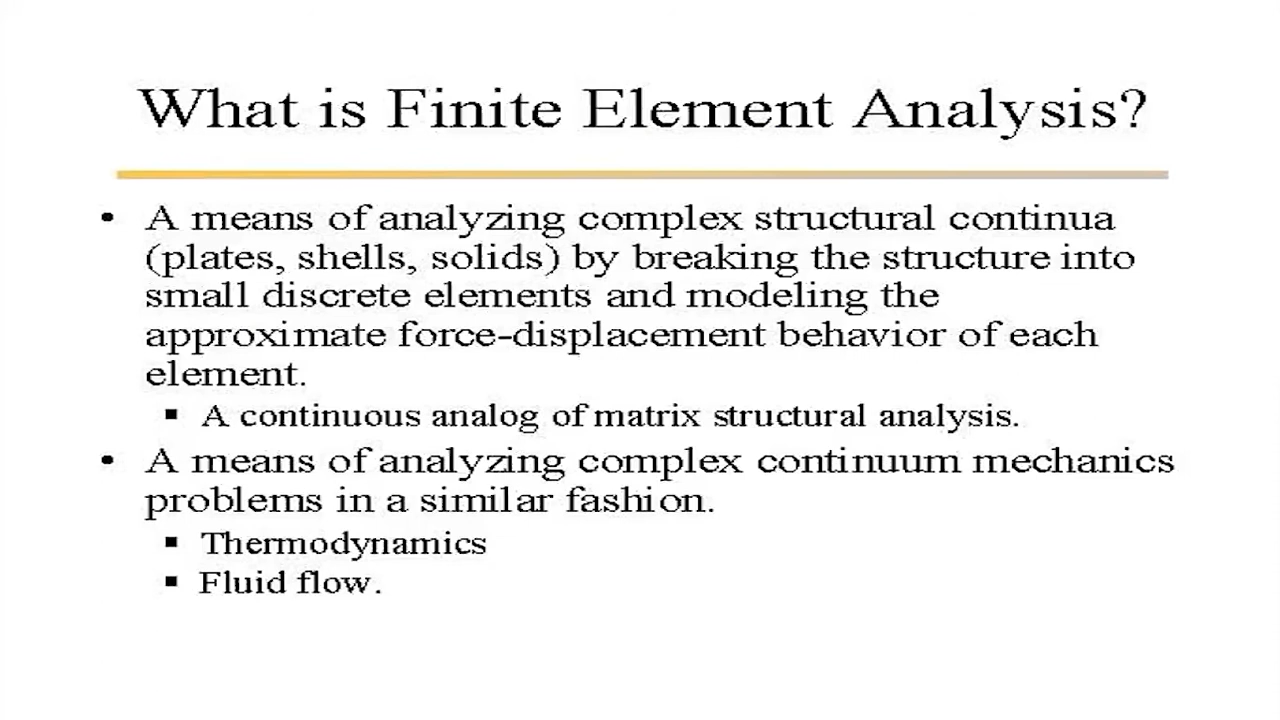 What is Finite Element Analysis?
• A means of analyzing complex structural continua
(plates, shells, solids) by breaking the structure into
small discrete elements and modeling the
approximate force-displacement behavior of each
element.
▪ A continuous analog of matrix structural analysis.
• A means of analyzing complex continuum mechanics
problems in a similar fashion.
▪ Thermodynamics
▪ Fluid flow.